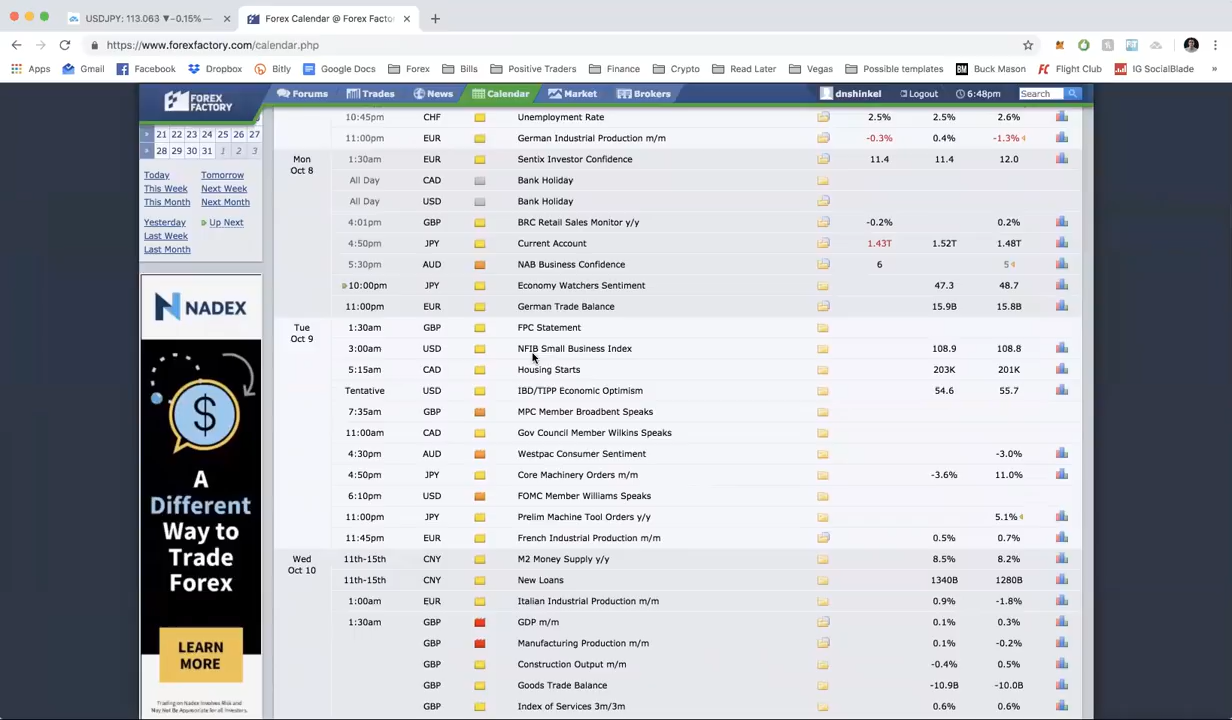 USDJPY: 113.063 ▼−0.15% —
Forex Calendar @ Forex Facto
https://www.forexfactory.com/calendar.php
Apps Gmail Facebook Dropbox Bitly Google Docs Forex Bills Positive Traders Finance Crypto Read Later Vegas Possible templates BM Buck Mason FC Flight Club IG SocialBlade »
FOREX FACTORY
Forums Trades News Calendar Market Brokers dnshinkel Logout 6:48pm Search
» 21 22 23 24 25 26 27
» 28 29 30 31 1 2 3
Today Tomorrow
This Week Next Week
This Month Next Month
Yesterday Up Next
Last Week
Last Month
NADEX
A
Different
Way to
Trade
Forex
LEARN
MORE
Trading on Nadex Involves Risk and
May Not Be Appropriate for All Investors.
10:45pm CHF Unemployment Rate 2.5% 2.5% 2.6%
11:00pm EUR German Industrial Production m/m -0.3% 0.4% -1.3%
Mon
Oct 8
1:30am EUR Sentix Investor Confidence 11.4 11.4 12.0
All Day CAD Bank Holiday
All Day USD Bank Holiday
4:01pm GBP BRC Retail Sales Monitor y/y -0.2% 0.2%
4:50pm JPY Current Account 1.43T 1.52T 1.48T
5:30pm AUD NAB Business Confidence 6 5
10:00pm JPY Economy Watchers Sentiment 47.3 48.7
11:00pm EUR German Trade Balance 15.9B 15.8B
Tue
Oct 9
1:30am GBP FPC Statement
3:00am USD NFIB Small Business Index 108.9 108.8
5:15am CAD Housing Starts 203K 201K
Tentative USD IBD/TIPP Economic Optimism 54.6 55.7
7:35am GBP MPC Member Broadbent Speaks
11:00am CAD Gov Council Member Wilkins Speaks
4:30pm AUD Westpac Consumer Sentiment -3.0%
4:50pm JPY Core Machinery Orders m/m -3.6% 11.0%
6:10pm USD FOMC Member Williams Speaks
11:00pm JPY Prelim Machine Tool Orders y/y 5.1%
11:45pm EUR French Industrial Production m/m 0.5% 0.7%
Wed
Oct 10
11th-15th CNY M2 Money Supply y/y 8.5% 8.2%
11th-15th CNY New Loans 1340B 1280B
1:00am EUR Italian Industrial Production m/m 0.9% -1.8%
1:30am GBP GDP m/m 0.1% 0.3%
GBP Manufacturing Production m/m 0.1% -0.2%
GBP Construction Output m/m -0.4% 0.5%
GBP Goods Trade Balance -10.9B -10.0B
GBP Index of Services 3m/3m 0.6% 0.6%